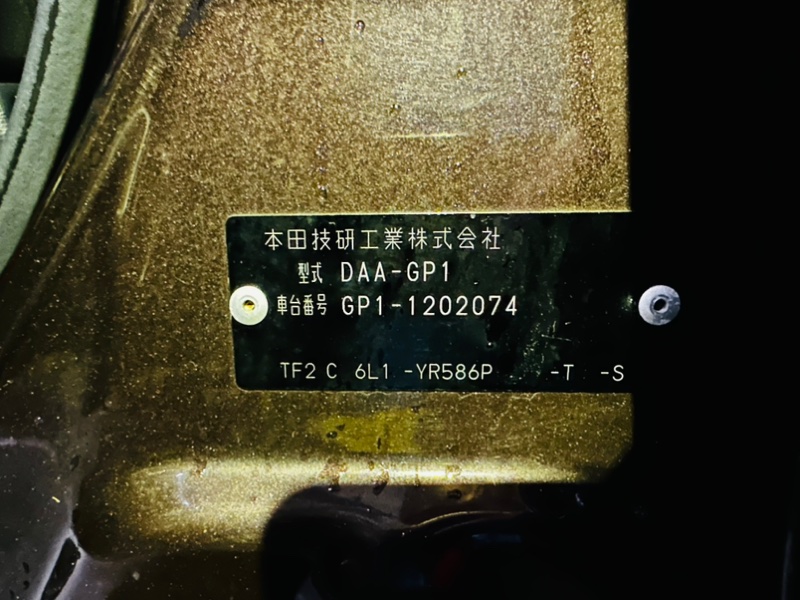 本田技研工業株式会社
型式 DAA-GP1
車台番号 GP1-1202074
TF2 C 6L1 -YR586P -T -S